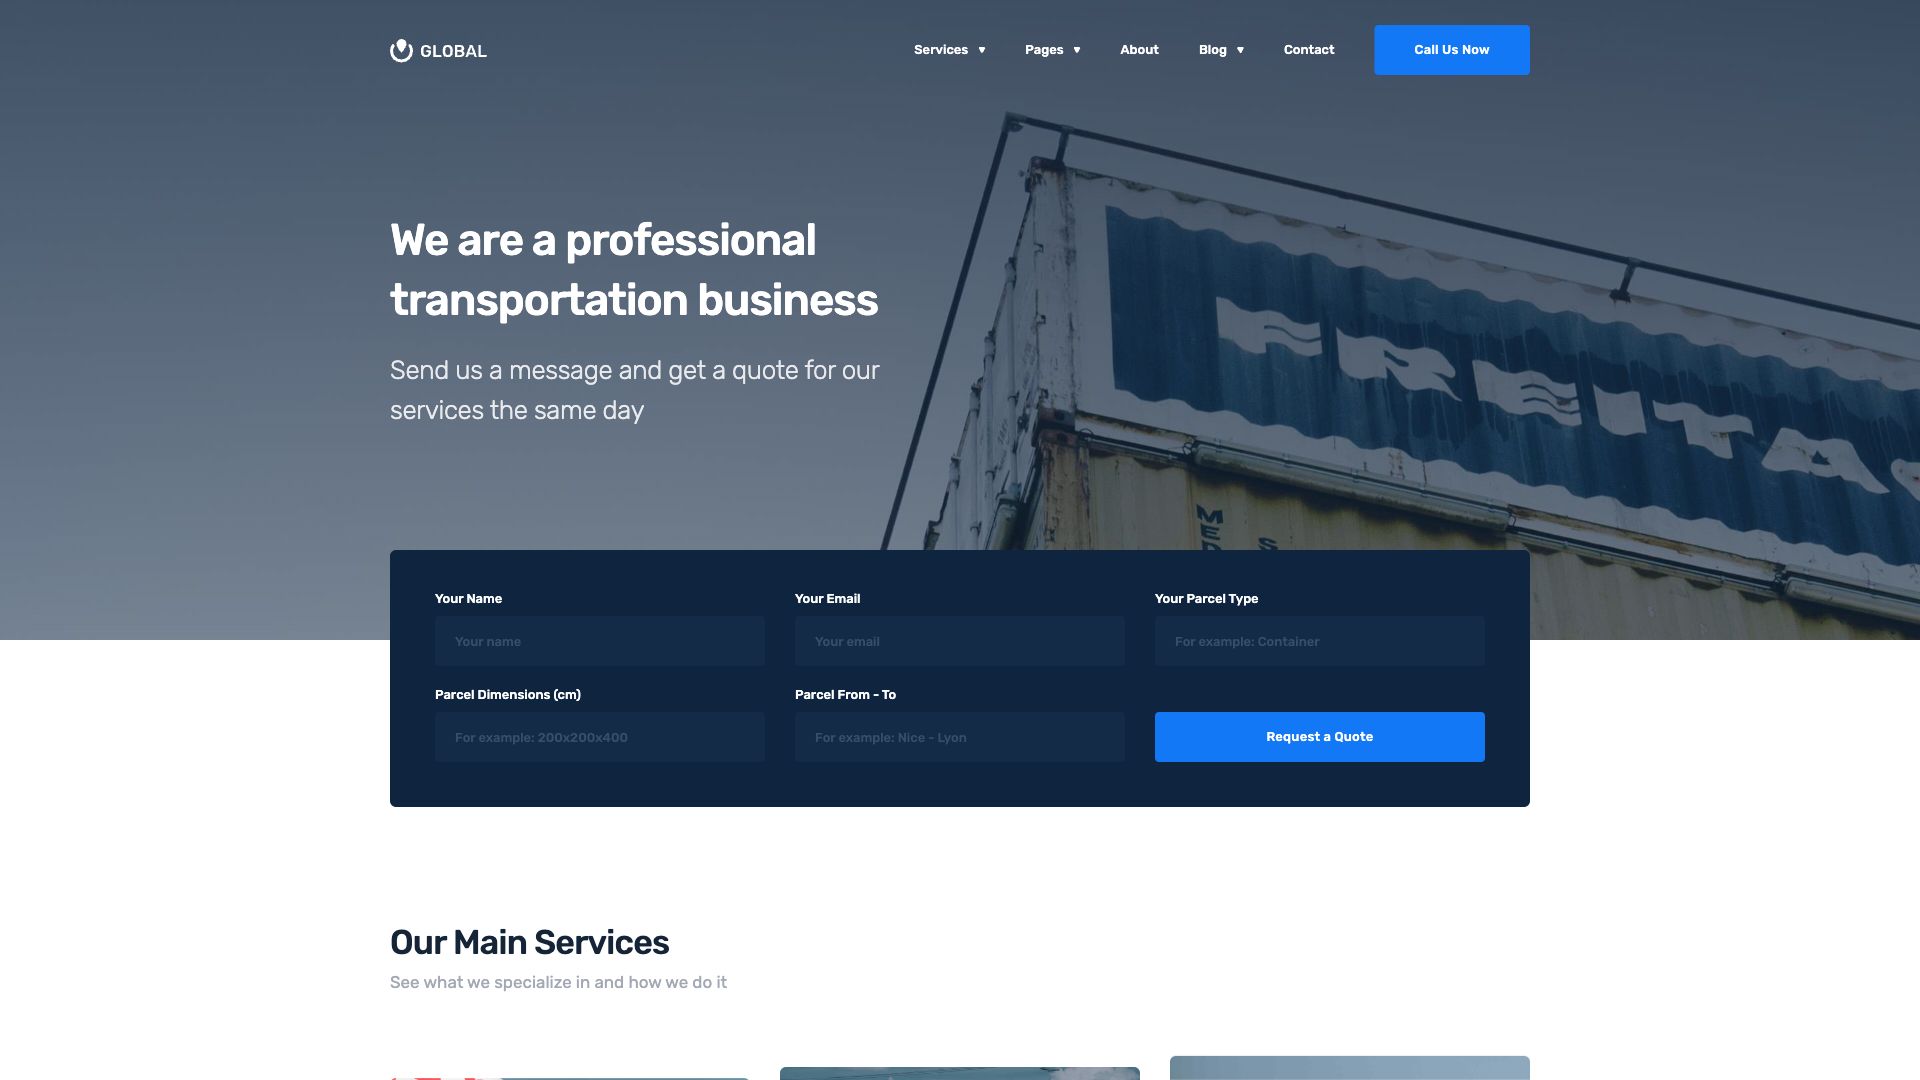 GLOBAL
Services
Pages
About
Blog
Contact
Call Us Now
We are a professional
transportation business
Send us a message and get a quote for our
services the same day
FREITAG
Your Name
Your Email
Your Parcel Type
Your name
Your email
For example: Container
Parcel Dimensions (cm)
Parcel From - To
For example: 200x200x400
For example: Nice - Lyon
Request a Quote
Our Main Services
See what we specialize in and how we do it